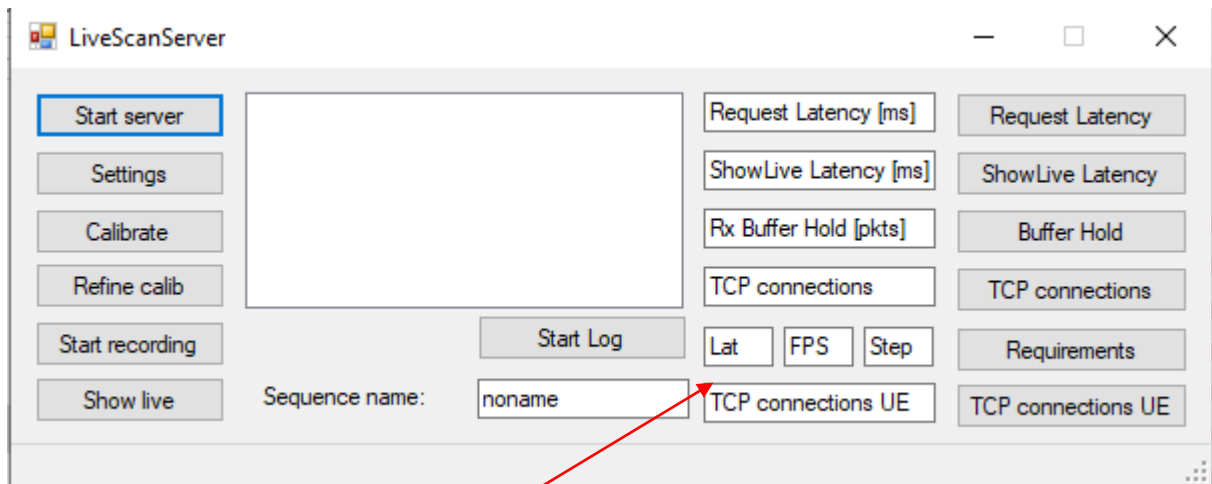 LiveScanServer
Start server
Request Latency [ms]
Request Latency
Settings
ShowLive Latency [ms]
ShowLive Latency
Calibrate
Rx Buffer Hold [pkts]
Buffer Hold
Refine calib
TCP connections
TCP connections
Start recording
Start Log
Lat
FPS
Step
Requirements
Show live
Sequence name:
noname
TCP connections UE
TCP connections UE